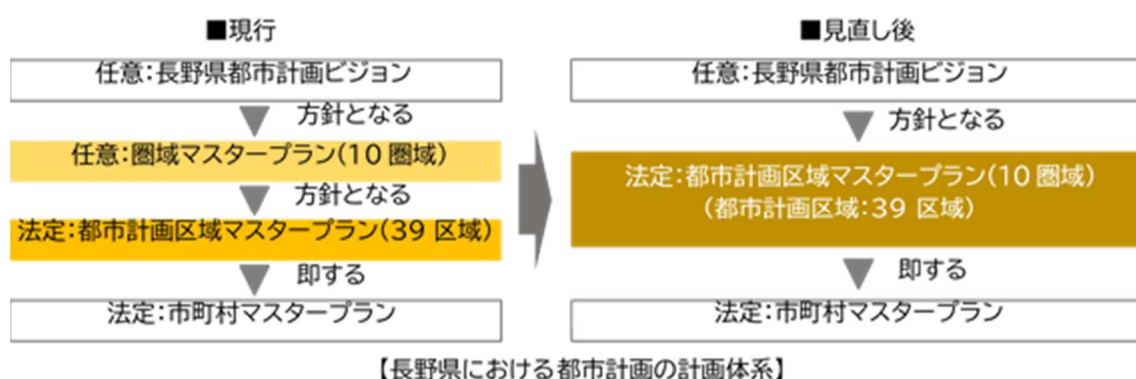 ■現行
任意：長野県都市計画ビジョン
方針となる
任意：圏域マスタープラン（10 圏域）
方針となる
法定：都市計画区域マスタープラン（39 区域）
即する
法定：市町村マスタープラン
■見直し後
任意：長野県都市計画ビジョン
方針となる
法定：都市計画区域マスタープラン（10 圏域）
（都市計画区域：39 区域）
即する
法定：市町村マスタープラン
【長野県における都市計画の計画体系】